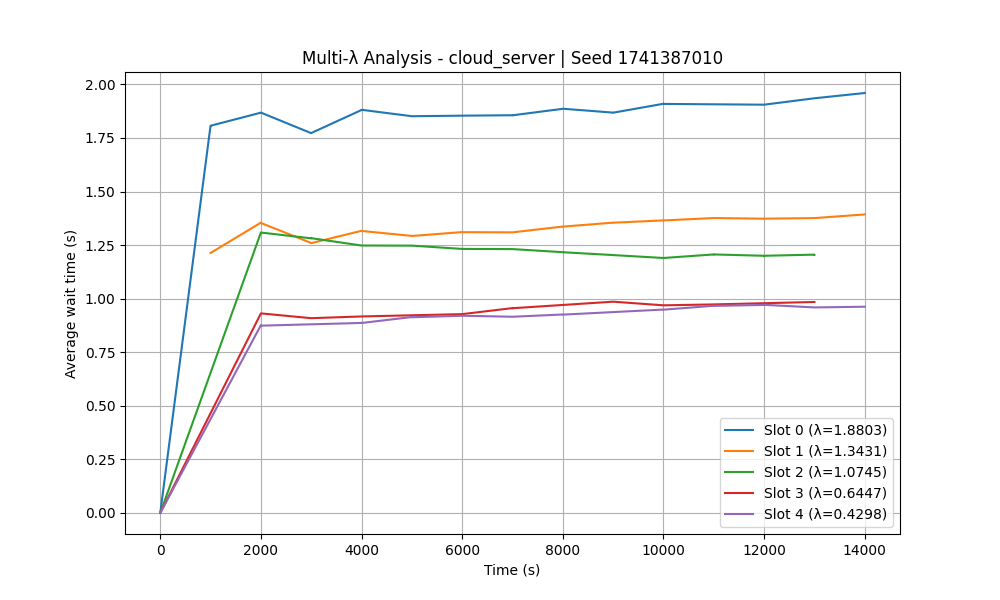 Multi-λ Analysis - cloud_server | Seed 1741387010
Average wait time (s)
2.00
1.75
1.50
1.25
1.00
0.75
0.50
0.25
0.00
Slot 0 (λ=1.8803)
Slot 1 (λ=1.3431)
Slot 2 (λ=1.0745)
Slot 3 (λ=0.6447)
Slot 4 (λ=0.4298)
0 2000 4000 6000 8000 10000 12000 14000
Time (s)